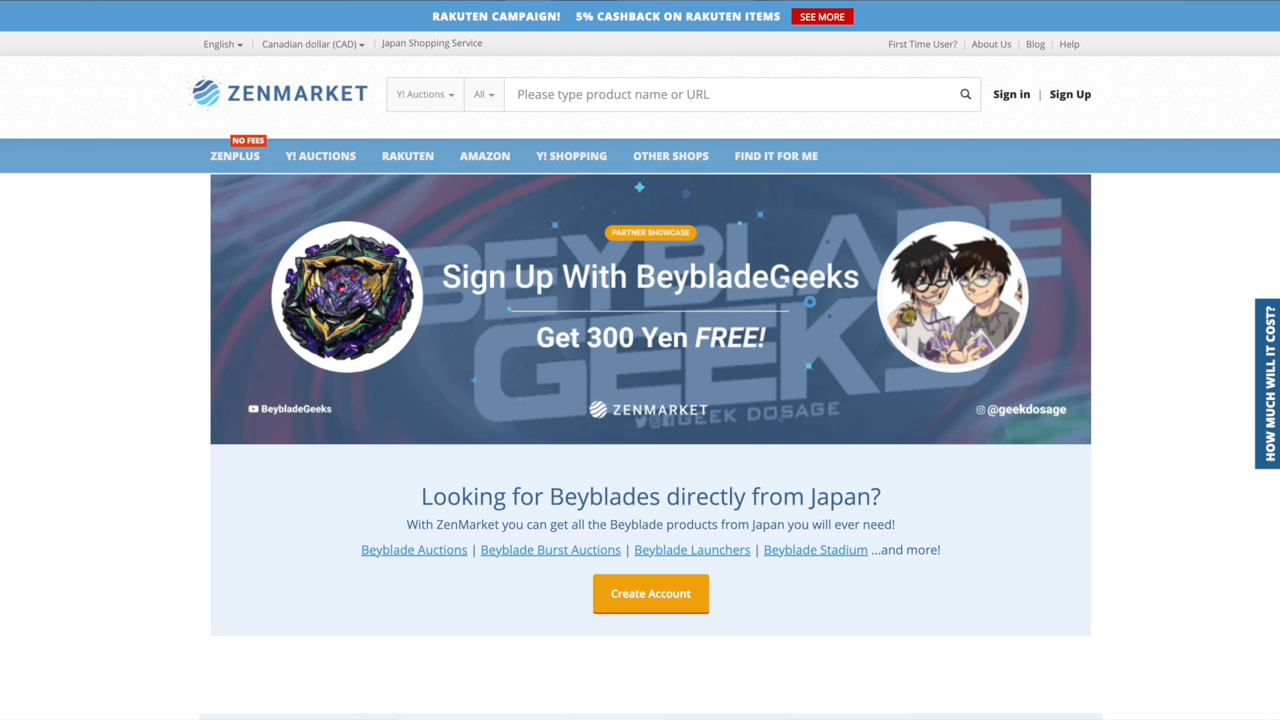 RAKUTEN CAMPAIGN! 5% CASHBACK ON RAKUTEN ITEMS SEE MORE
English | Canadian dollar (CAD) | Japan Shopping Service First Time User? | About Us | Blog | Help
ZENMARKET Y! Auctions All Please type product name or URL Sign in | Sign Up
NO FEES
ZENPLUS Y! AUCTIONS RAKUTEN AMAZON Y! SHOPPING OTHER SHOPS FIND IT FOR ME
BEYBLADE
GEEKS
GEEK DOSAGE
PARTNER SHOWCASE
Sign Up With BeybladeGeeks
Get 300 Yen FREE!
BeybladeGeeks ZENMARKET @geekdosage
HOW MUCH WILL IT COST?
Looking for Beyblades directly from Japan?
With ZenMarket you can get all the Beyblade products from Japan you will ever need!
Beyblade Auctions | Beyblade Burst Auctions | Beyblade Launchers | Beyblade Stadium ...and more!
Create Account